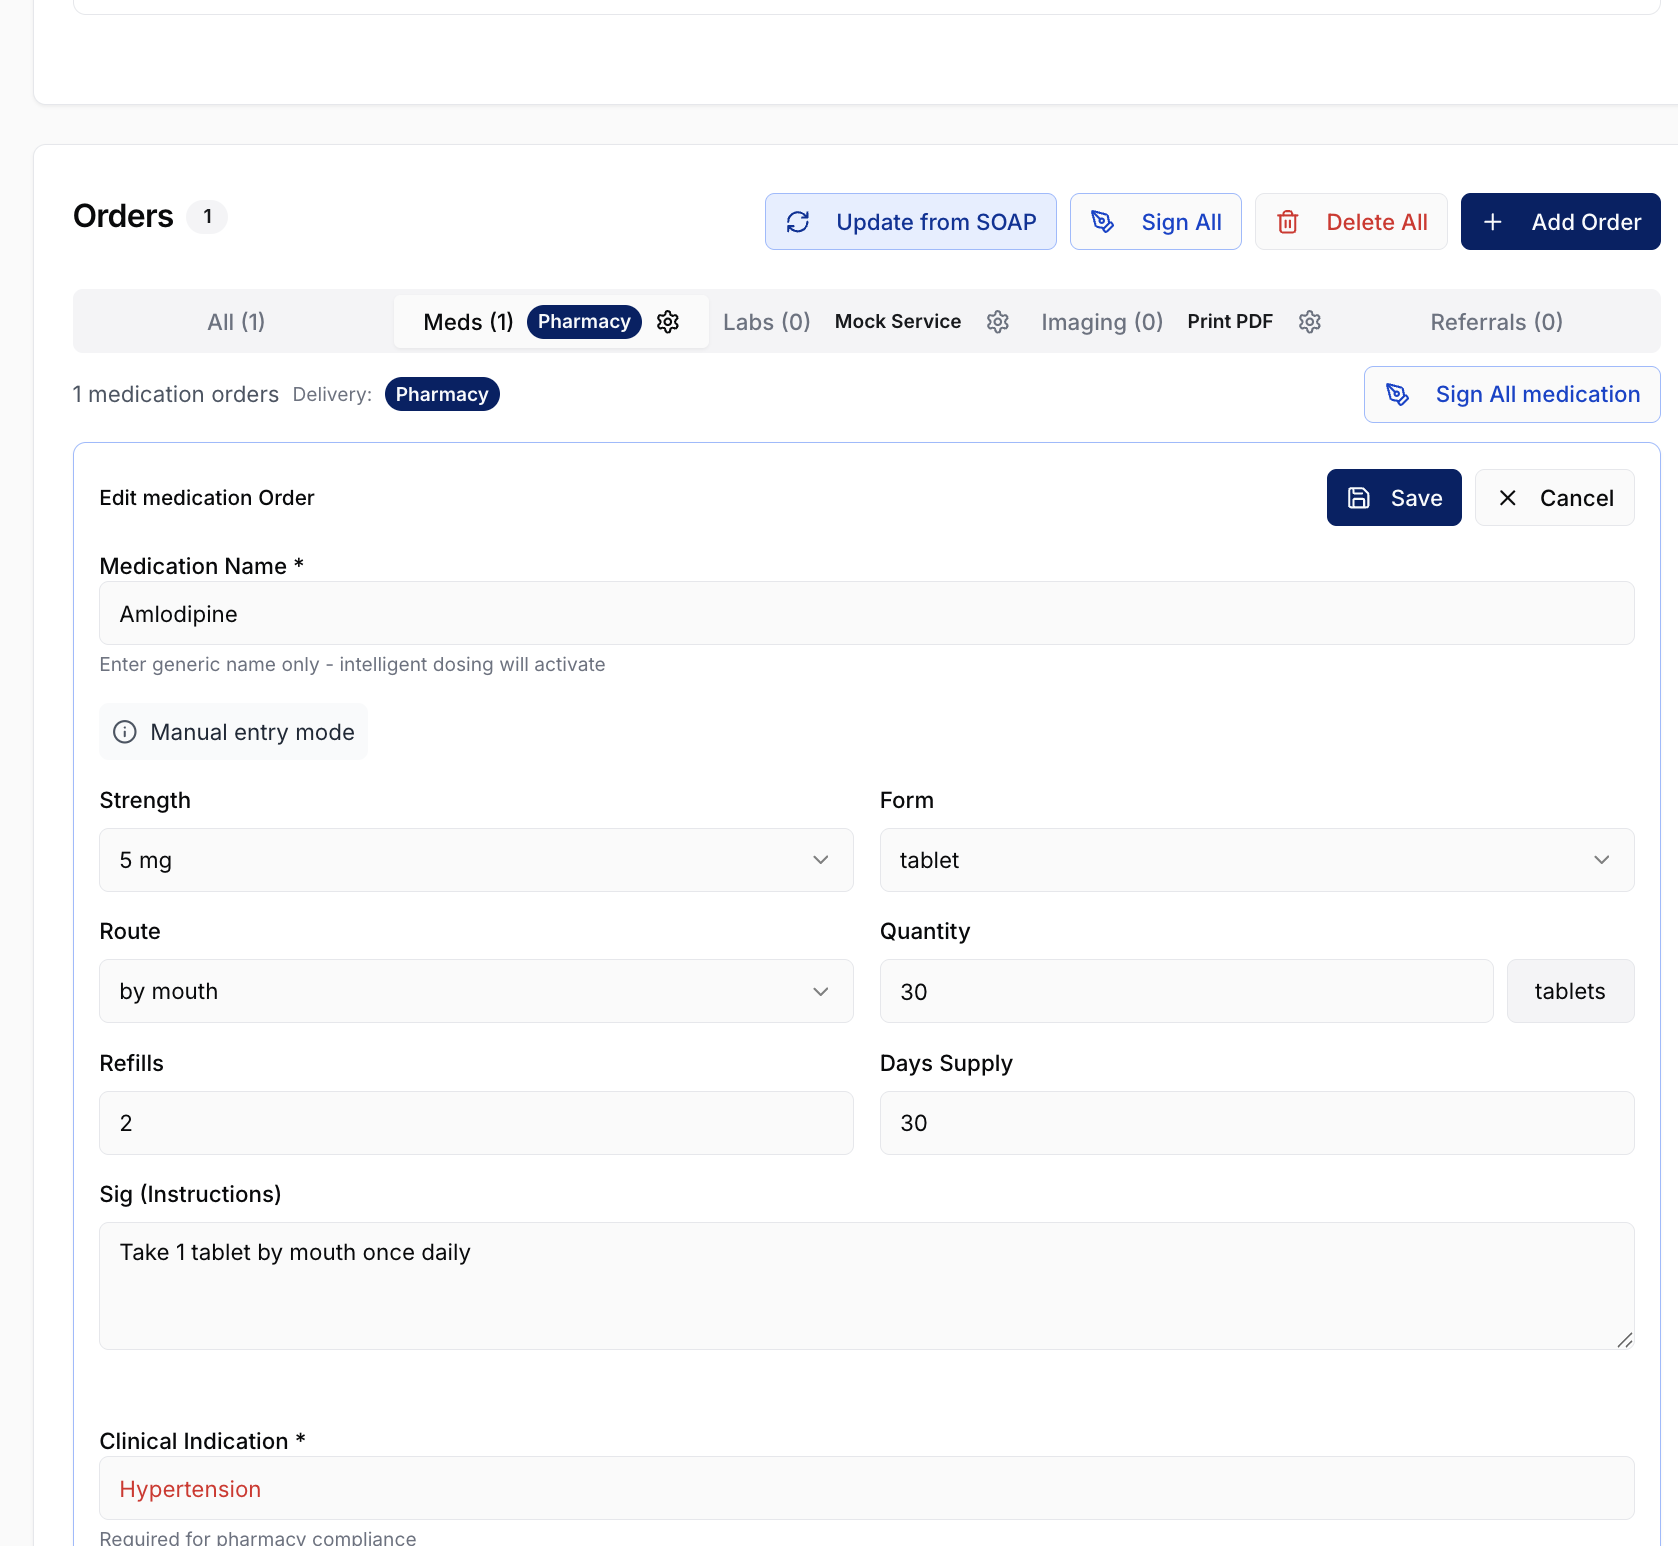 Orders 1
Update from SOAP
Sign All
Delete All
Add Order
All (1)
Meds (1) Pharmacy
Labs (0) Mock Service
Imaging (0) Print PDF
Referrals (0)
1 medication orders Delivery: Pharmacy
Sign All medication
Edit medication Order
Save
Cancel
Medication Name *
Amlodipine
Enter generic name only - intelligent dosing will activate
Manual entry mode
Strength
5 mg
Form
tablet
Route
by mouth
Quantity
30
tablets
Refills
2
Days Supply
30
Sig (Instructions)
Take 1 tablet by mouth once daily
Clinical Indication *
Hypertension
Required for pharmacy compliance